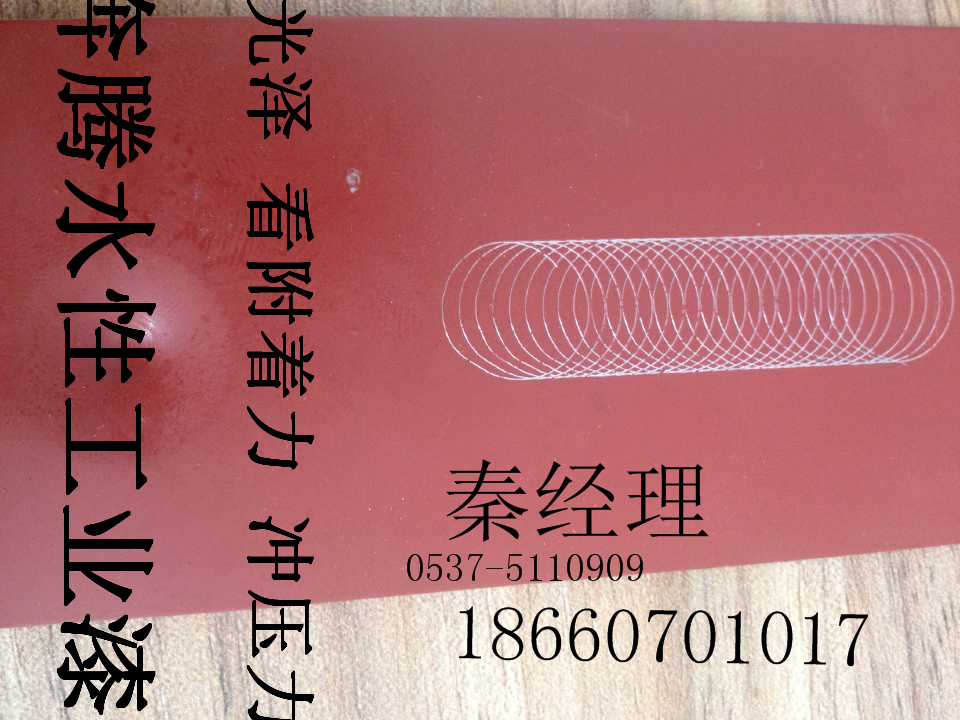 奔腾水性工业漆
光泽 看附着力 冲压力
秦经理
0537-5110909
18660701017